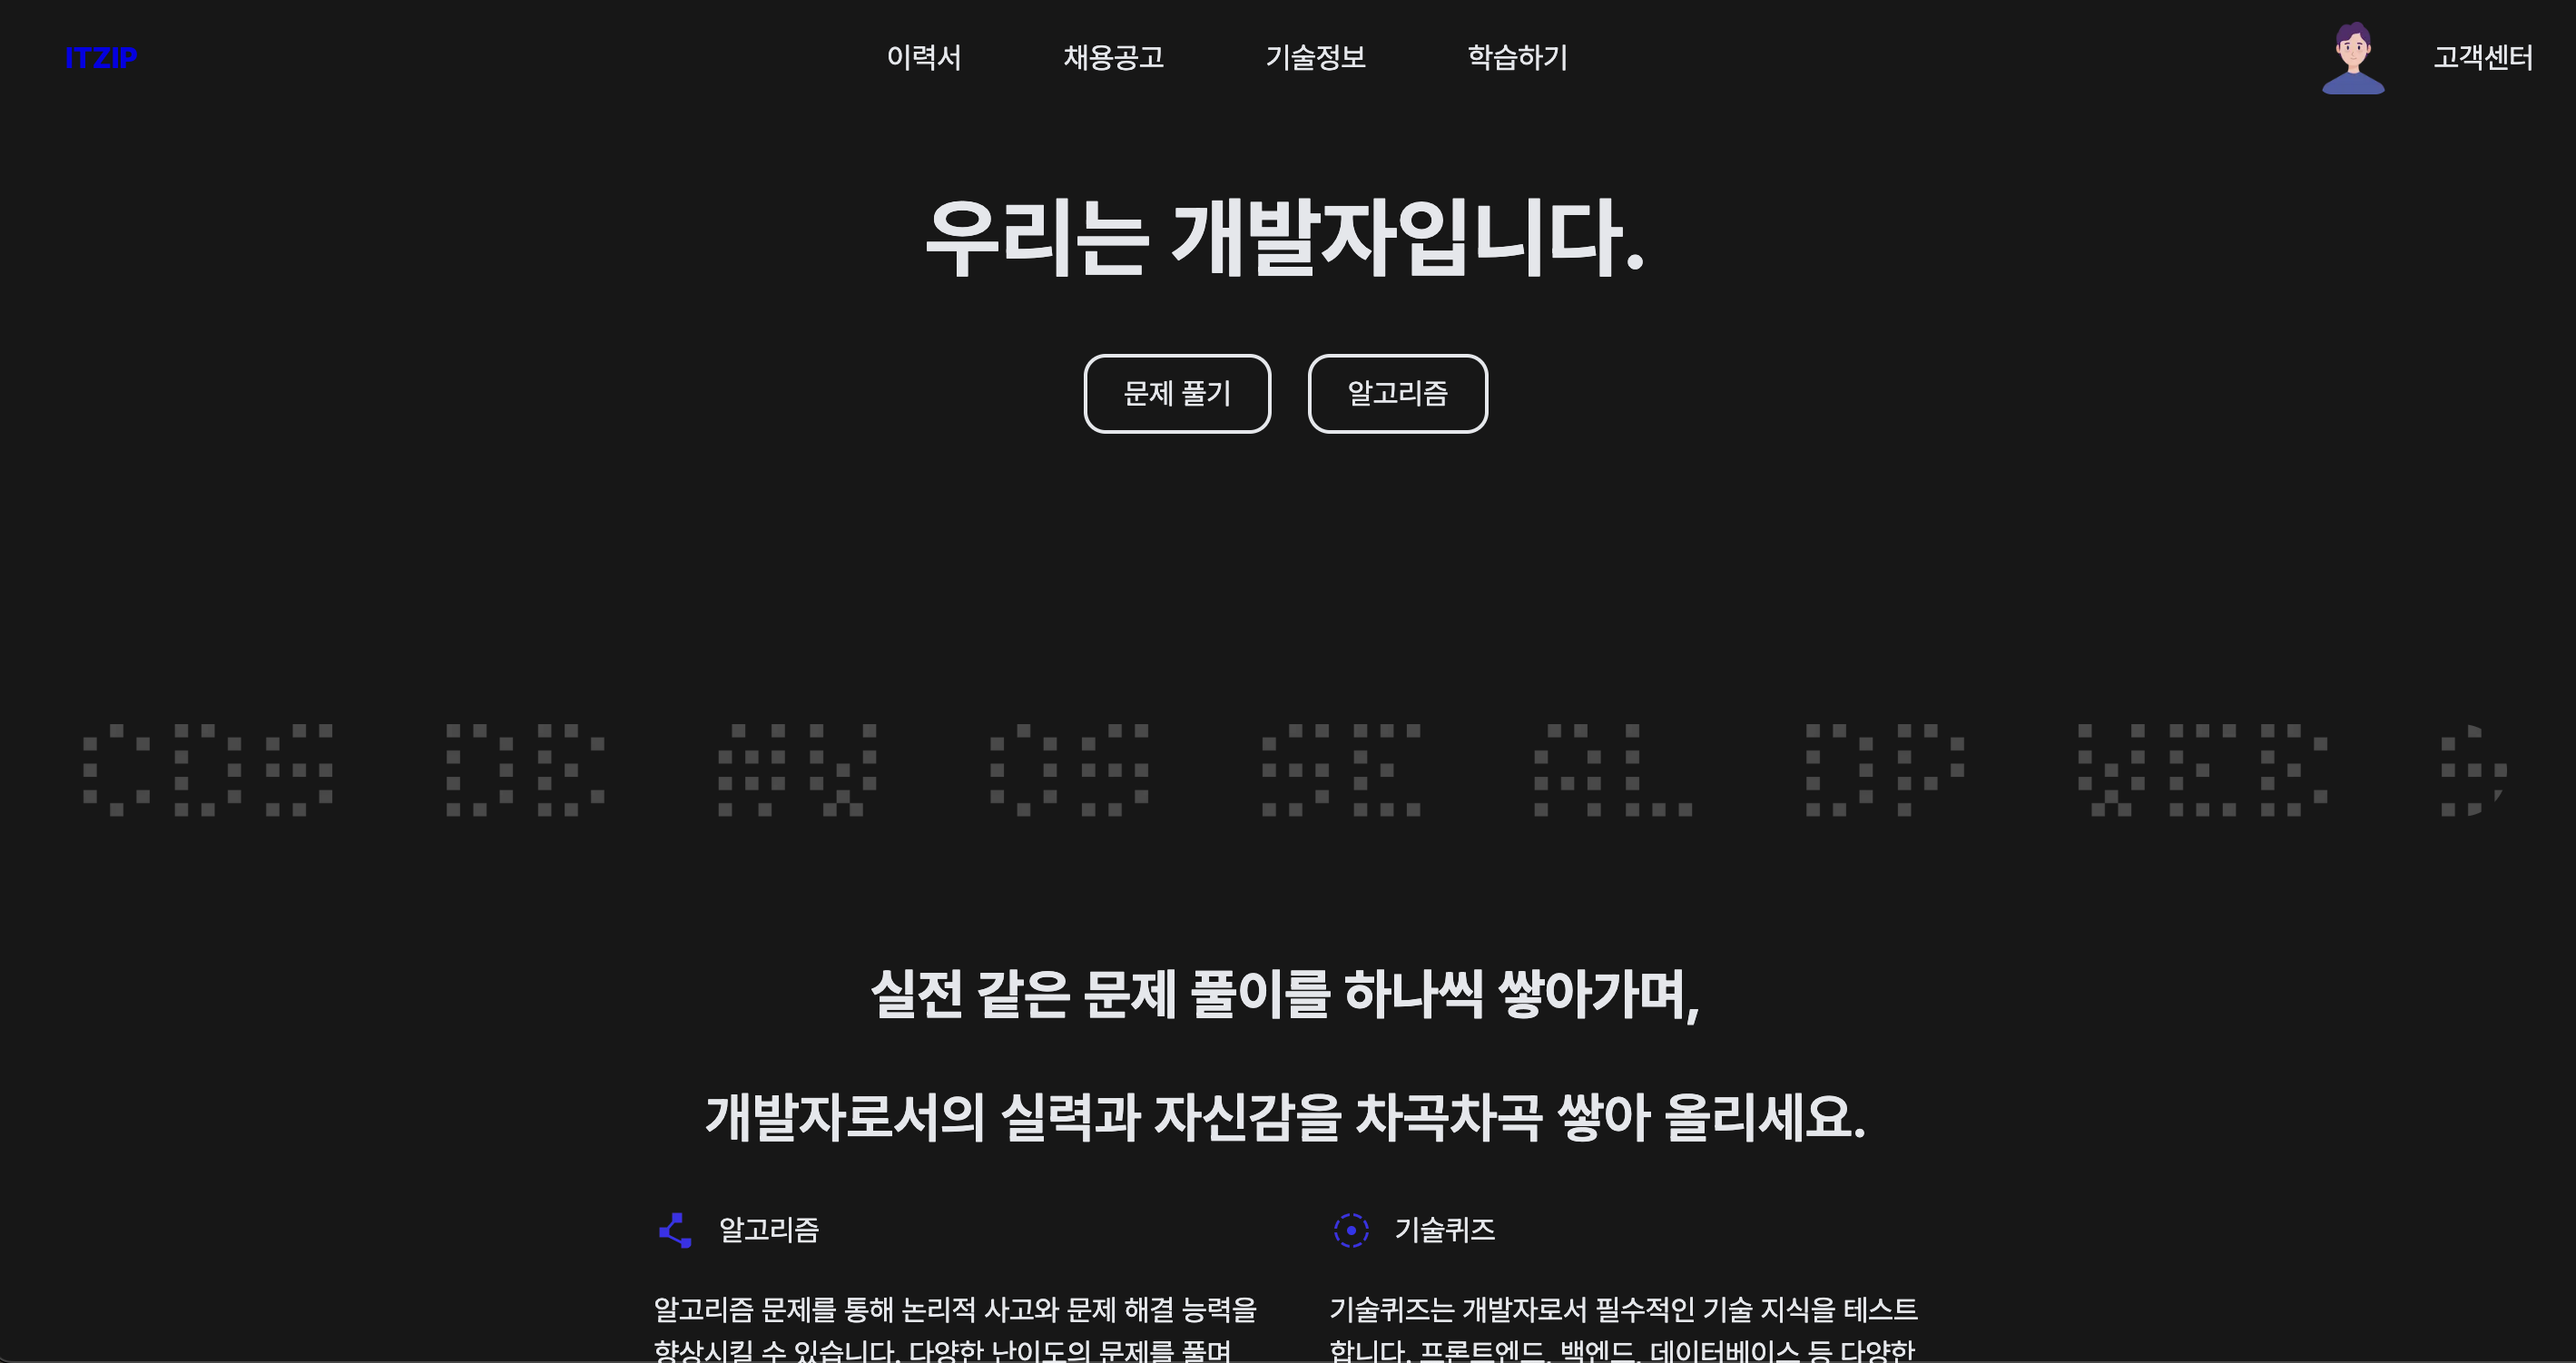 ITZIP
이력서 채용공고 기술정보 학습하기
고객센터
우리는 개발자입니다.
문제 풀기 알고리즘
CDS DB NW OS SE AL DP WEB
실전 같은 문제 풀이를 하나씩 쌓아가며,
개발자로서의 실력과 자신감을 차곡차곡 쌓아 올리세요.
알고리즘
알고리즘 문제를 통해 논리적 사고와 문제 해결 능력을
향상시킬 수 있습니다. 다양한 난이도의 문제를 풀며
기술퀴즈
기술퀴즈는 개발자로서 필수적인 기술 지식을 테스트
합니다. 프론트엔드, 백엔드, 데이터베이스 등 다양한